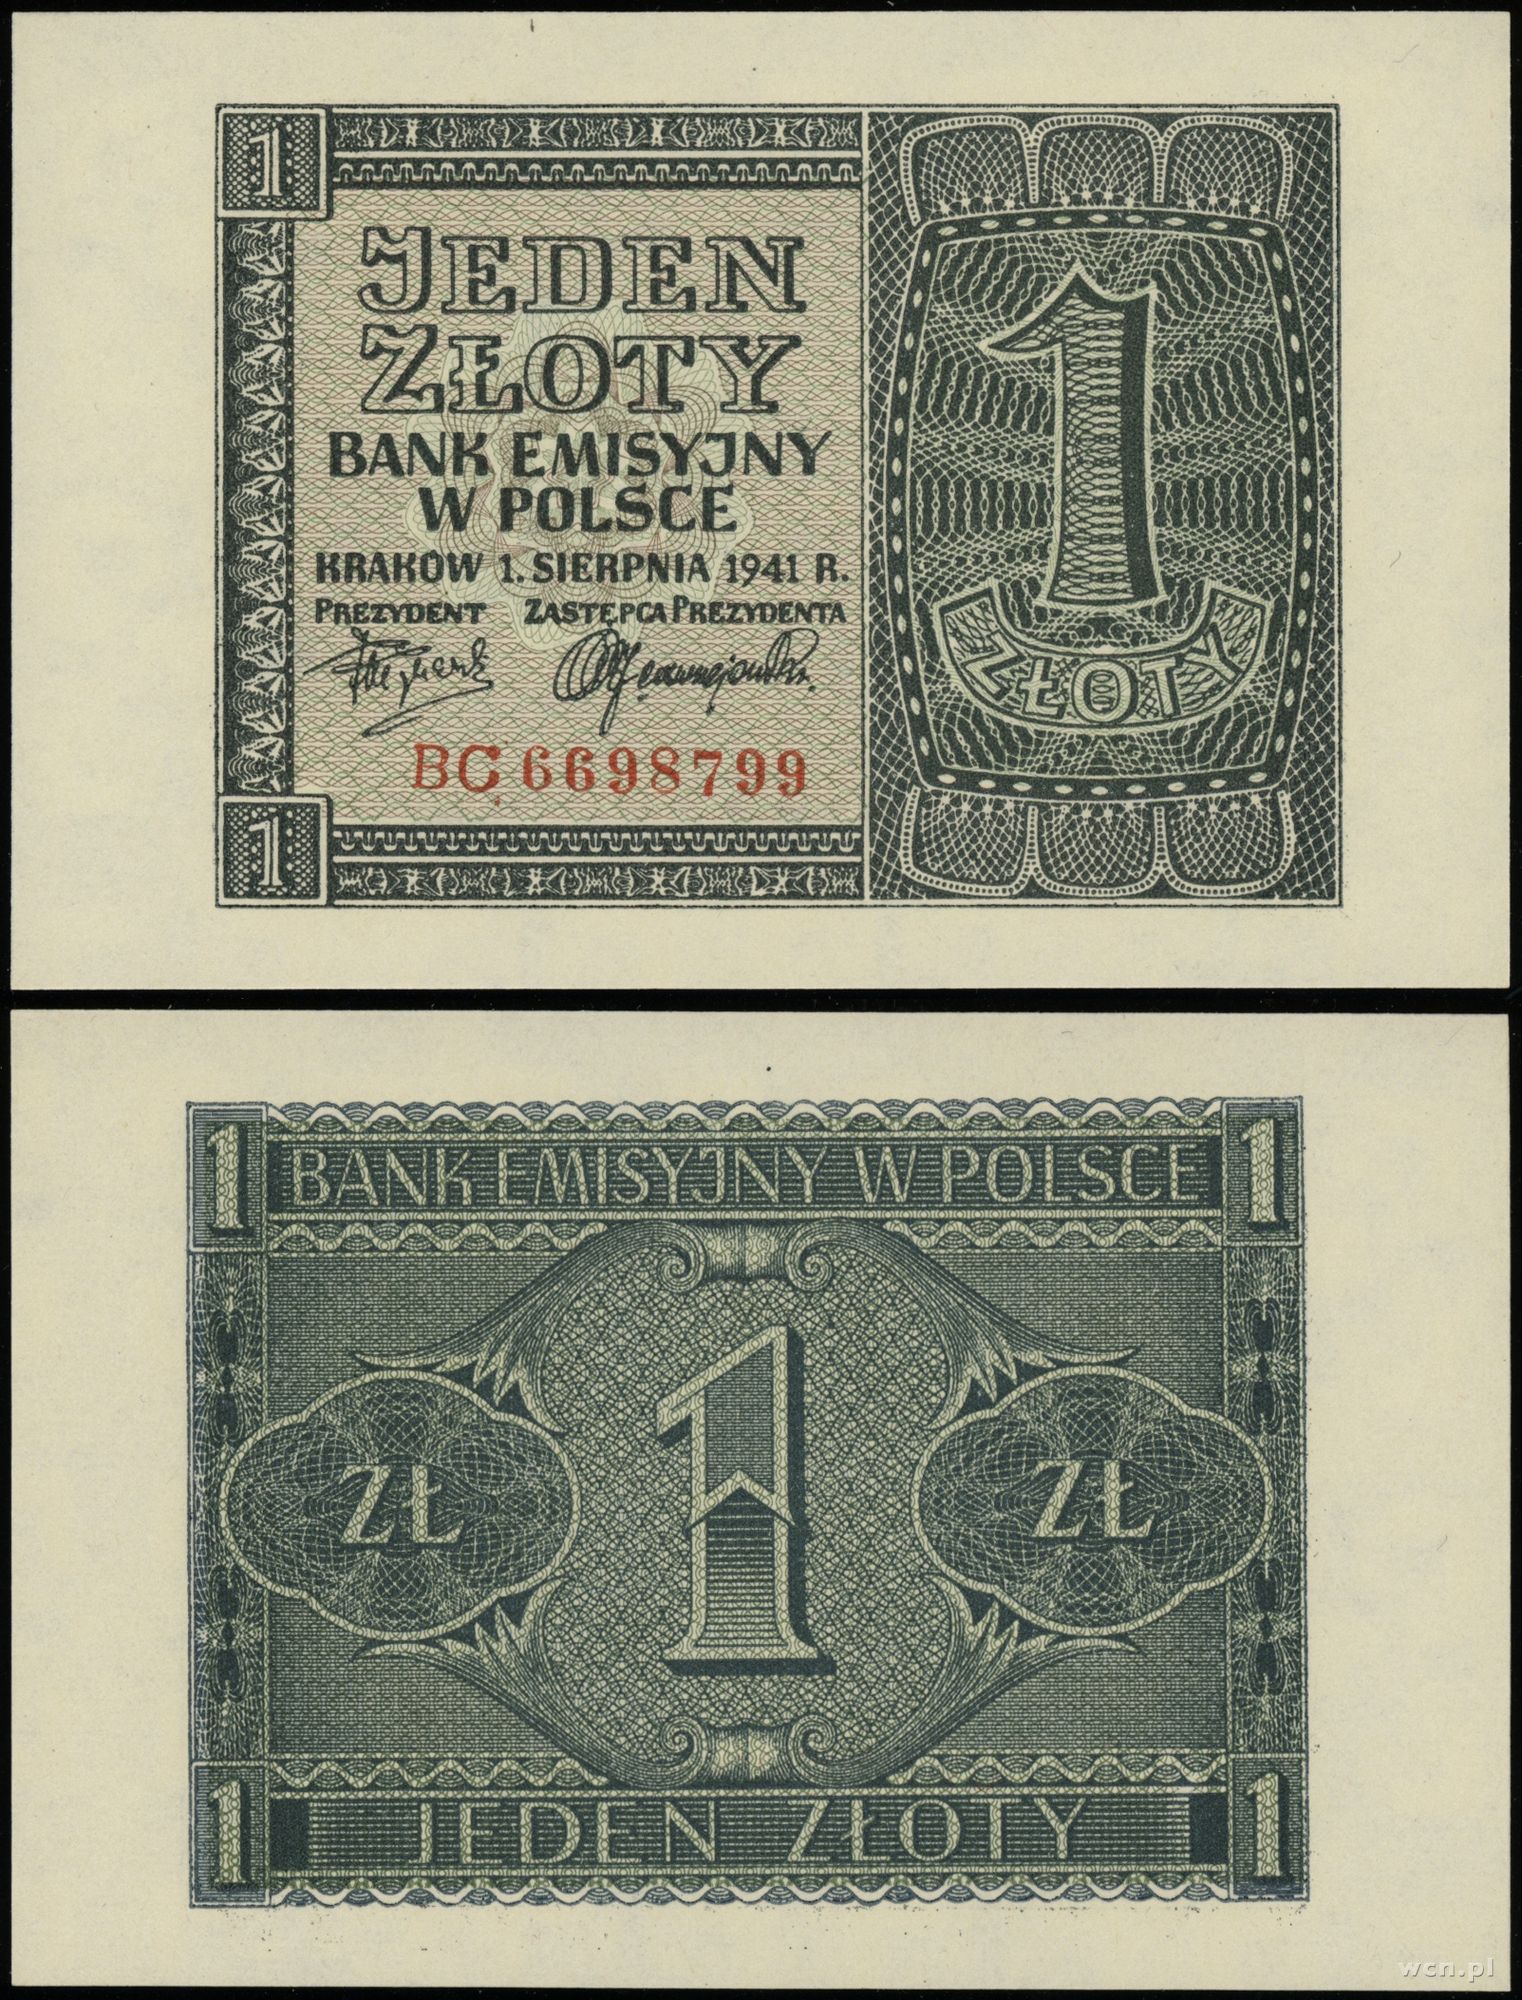 1
JEDEN
ZŁOTY
BANK EMISYJNY
W POLSCE
KRAKÓW 1. SIERPNIA 1941 R.
PREZYDENT ZASTĘPCA PREZYDENTA
BC 6698799
1
1
ZŁOTY
1 BANK EMISYJNY W POLSCE 1
ZŁ 1 ZŁ
1 JEDEN ZŁOTY 1
wcn.pl